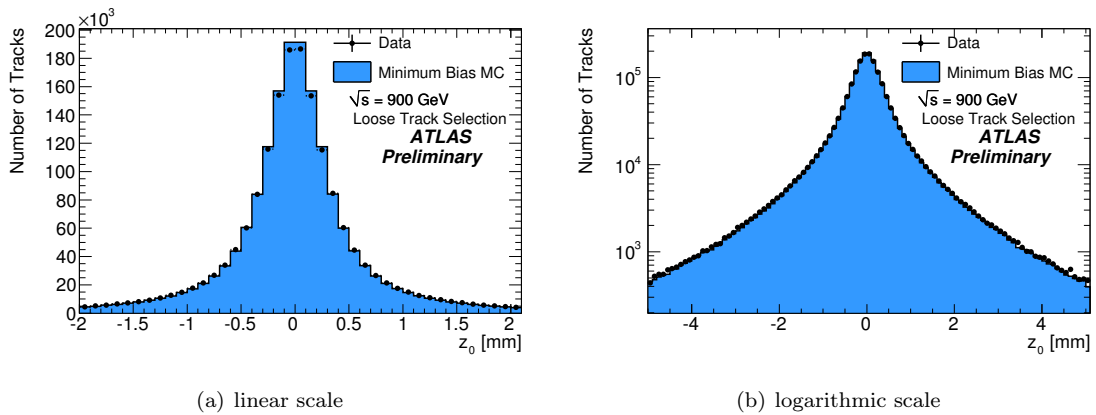 ×10³
Number of Tracks
200
180
160
140
120
100
80
60
40
20
0
-2 -1.5 -1 -0.5 0 0.5 1 1.5 2
z₀ [mm]
Data
Minimum Bias MC
√s = 900 GeV
Loose Track Selection
ATLAS
Preliminary
(a) linear scale
Number of Tracks
10⁵
10⁴
10³
-4 -2 0 2 4
z₀ [mm]
Data
Minimum Bias MC
√s = 900 GeV
Loose Track Selection
ATLAS
Preliminary
(b) logarithmic scale